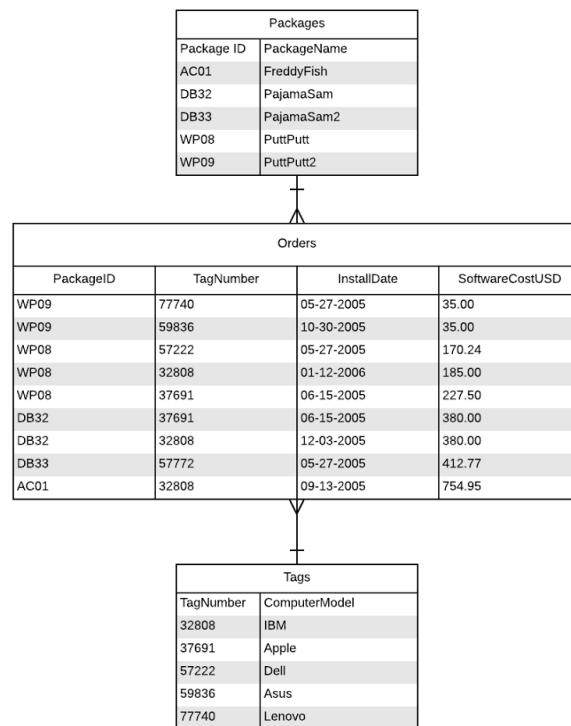 Packages
Package ID PackageName
AC01 FreddyFish
DB32 PajamaSam
DB33 PajamaSam2
WP08 PuttPutt
WP09 PuttPutt2
Orders
PackageID TagNumber InstallDate SoftwareCostUSD
WP09 77740 05-27-2005 35.00
WP09 59836 10-30-2005 35.00
WP08 57222 05-27-2005 170.24
WP08 32808 01-12-2006 185.00
WP08 37691 06-15-2005 227.50
DB32 37691 06-15-2005 380.00
DB32 32808 12-03-2005 380.00
DB33 57772 05-27-2005 412.77
AC01 32808 09-13-2005 754.95
Tags
TagNumber ComputerModel
32808 IBM
37691 Apple
57222 Dell
59836 Asus
77740 Lenovo